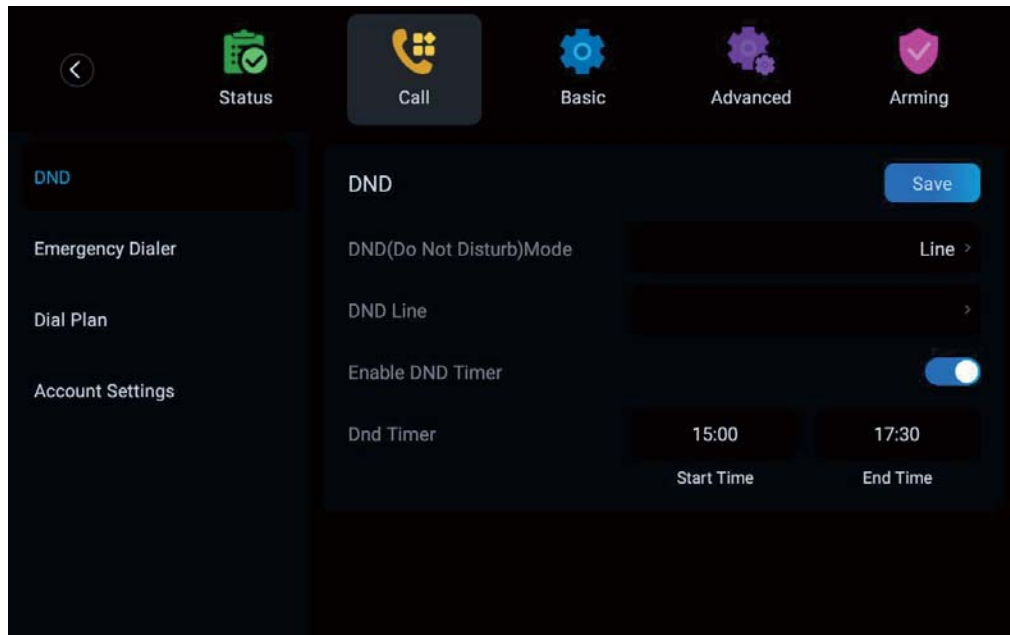 Status
Call
Basic
Advanced
Arming
DND
Emergency Dialer
Dial Plan
Account Settings
DND
Save
DND(Do Not Disturb)Mode
Line
DND Line
Enable DND Timer
Dnd Timer
15:00
17:30
Start Time
End Time